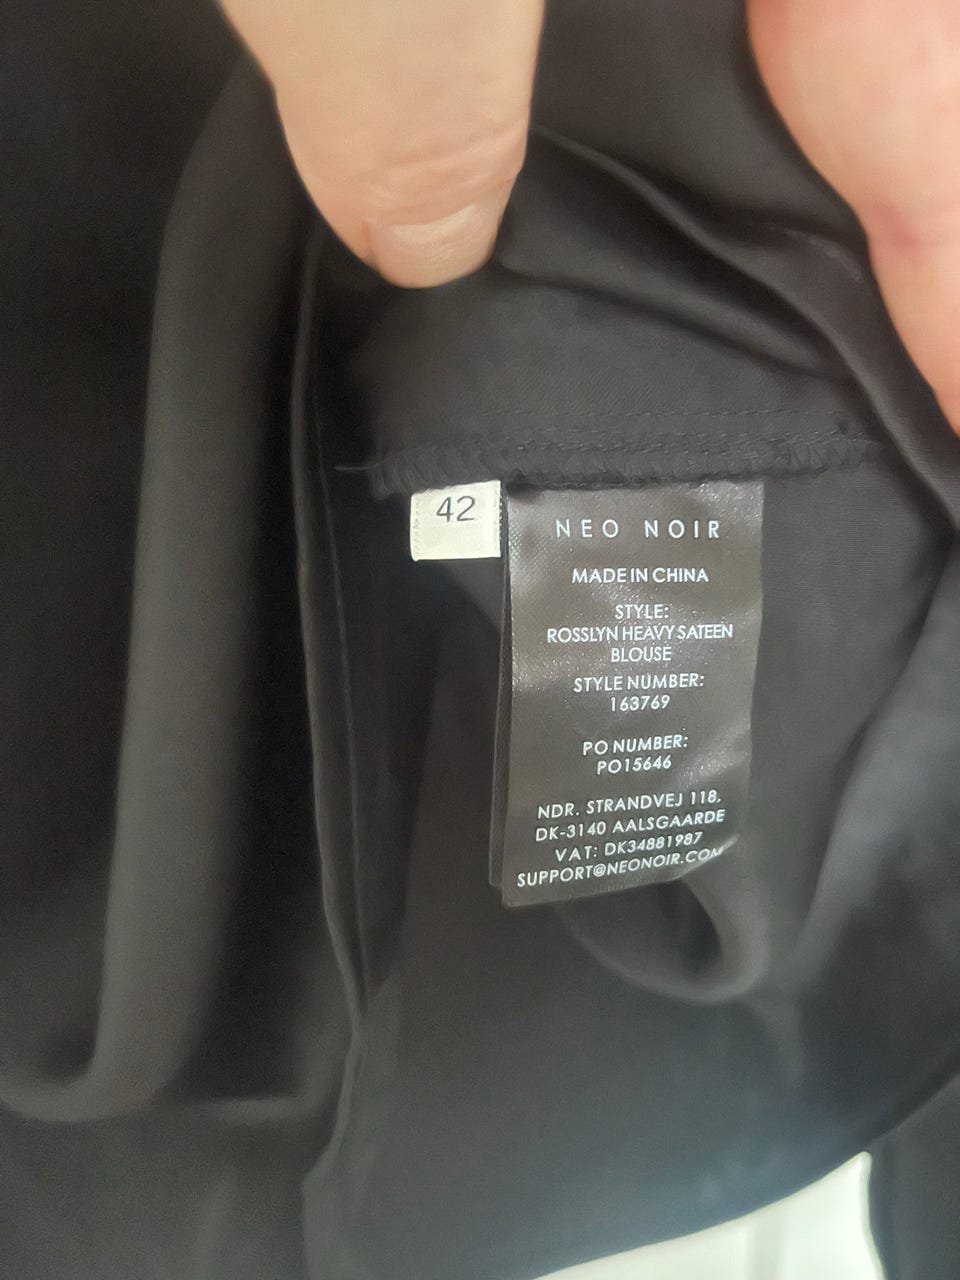 42
NEO NOIR
MADE IN CHINA
STYLE:
ROSSLYN HEAVY SATEEN
BLOUSE
STYLE NUMBER:
163769
PO NUMBER:
PO15646
NDR. STRANDVEJ 118,
DK-3140 AALSGAARDE
VAT: DK34881987
SUPPORT@NEONOIR.COM